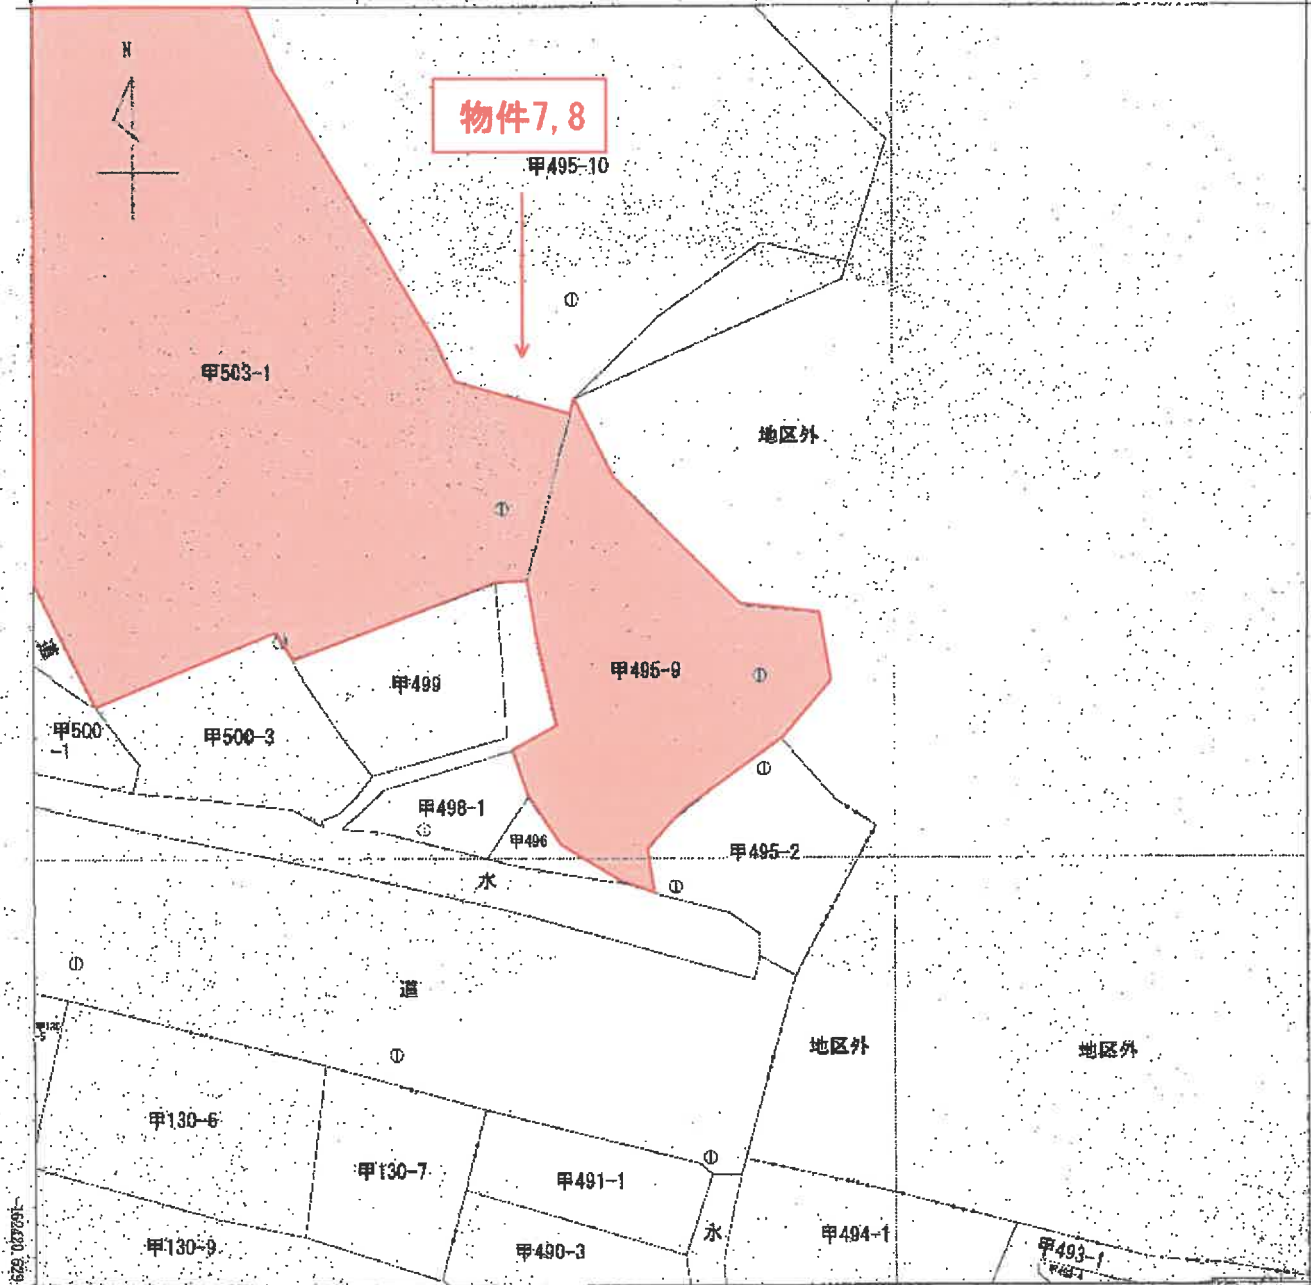 N
物件7, 8
甲495-10
甲503-1
地区外
道
甲499
甲495-9
甲500
-1
甲500-3
甲498-1
甲496
甲495-2
水
道
地区外
地区外
甲130-6
甲130-7
甲491-1
甲130-9
甲490-3
水
甲494-1
甲493-1